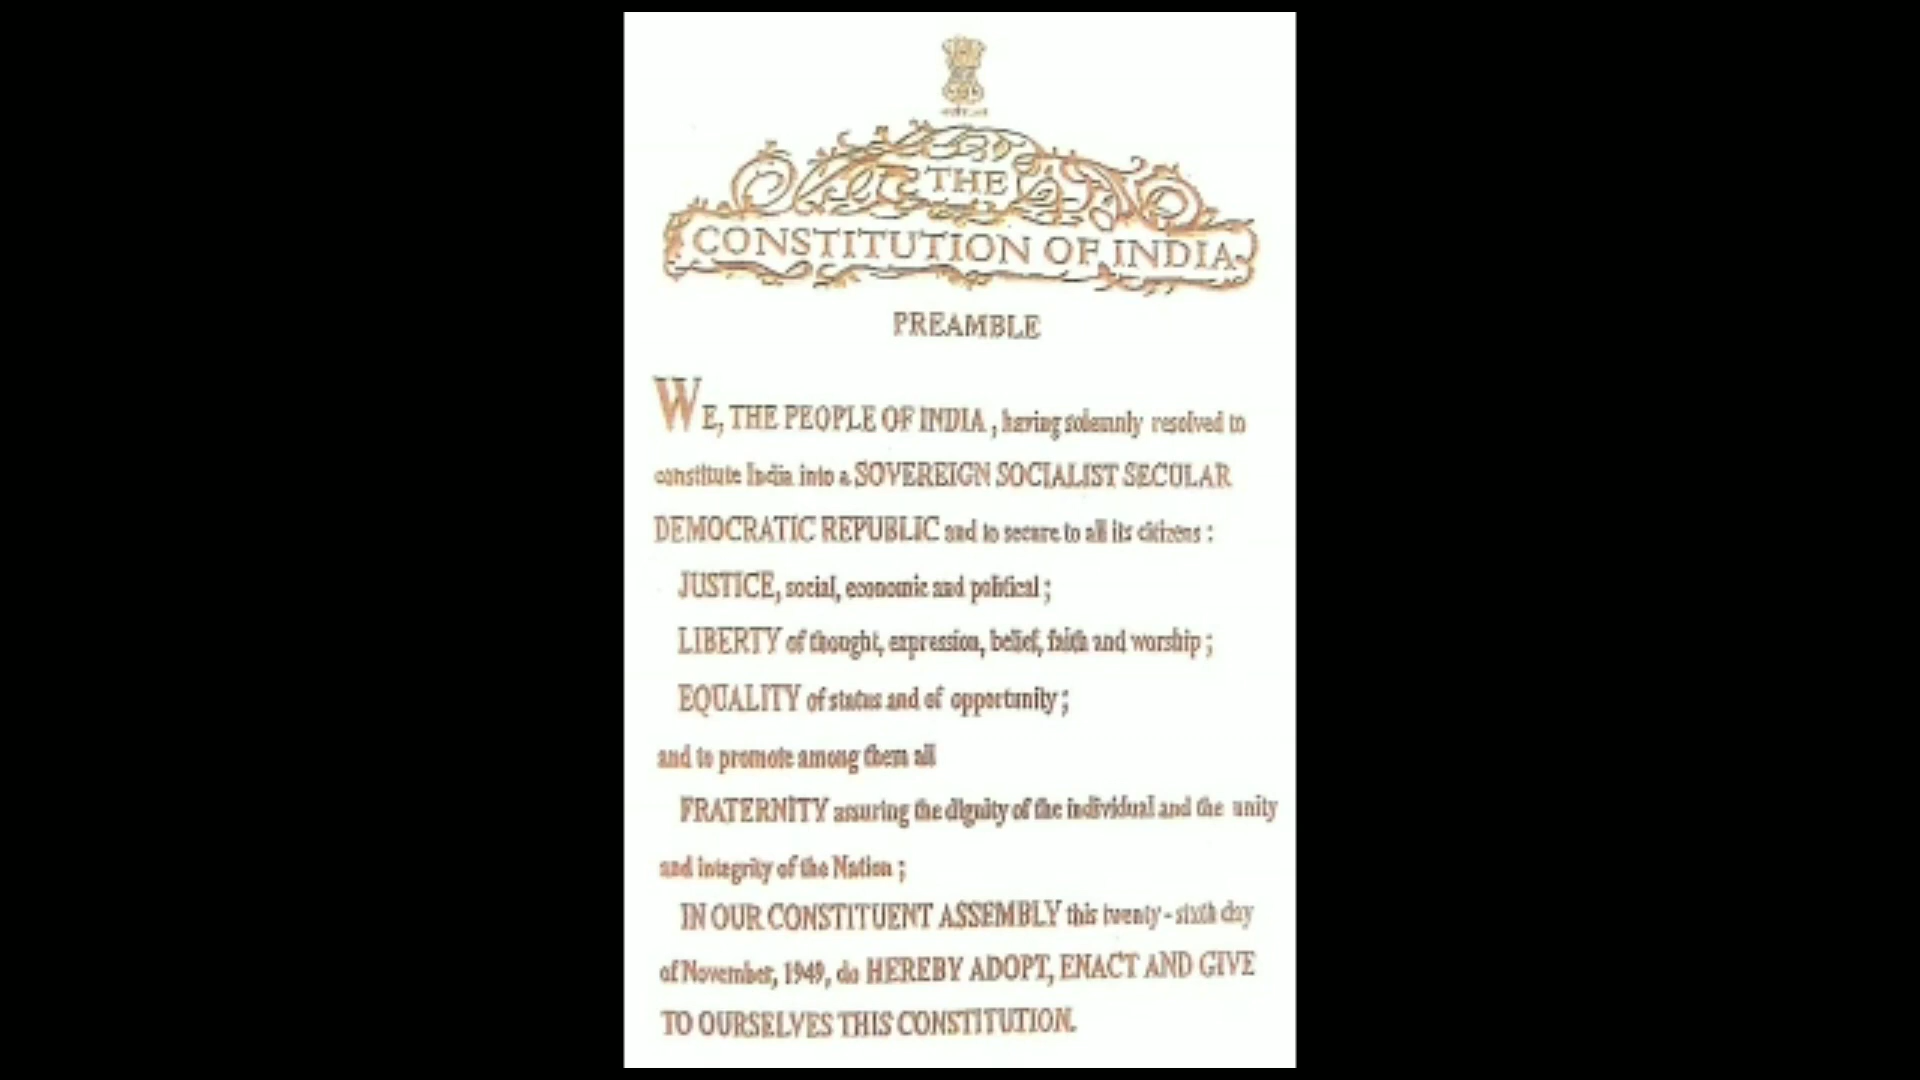 THE
CONSTITUTION OF INDIA
PREAMBLE
WE, THE PEOPLE OF INDIA, having solemnly resolved to
constitute India into a SOVEREIGN SOCIALIST SECULAR
DEMOCRATIC REPUBLIC and to secure to all its citizens :
JUSTICE, social, economic and political ;
LIBERTY of thought, expression, belief, faith and worship ;
EQUALITY of status and of opportunity ;
and to promote among them all
FRATERNITY assuring the dignity of the individual and the unity
and integrity of the Nation ;
IN OUR CONSTITUENT ASSEMBLY this twenty-sixth day
of November, 1949, do HEREBY ADOPT, ENACT AND GIVE
TO OURSELVES THIS CONSTITUTION.